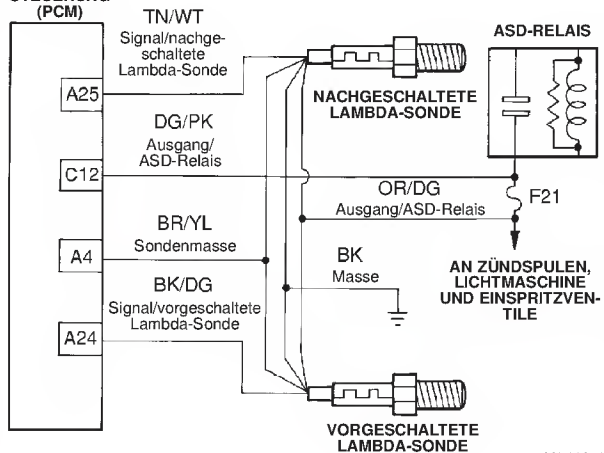 (PCM)
TN/WT
Signal/nachge-
schaltete
Lambda-Sonde
A25
DG/PK
Ausgang/
ASD-Relais
C12
BR/YL
Sondenmasse
A4
BK/DG
Signal/vorgeschaltete
Lambda-Sonde
A24
NACHGESCHALTETE
LAMBDA-SONDE
ASD-RELAIS
OR/DG
Ausgang/ASD-Relais
F21
BK
Masse
AN ZÜNDSPULEN,
LICHTMASCHINE
UND EINSPRITZVEN-
TILE
VORGESCHALTETE
LAMBDA-SONDE